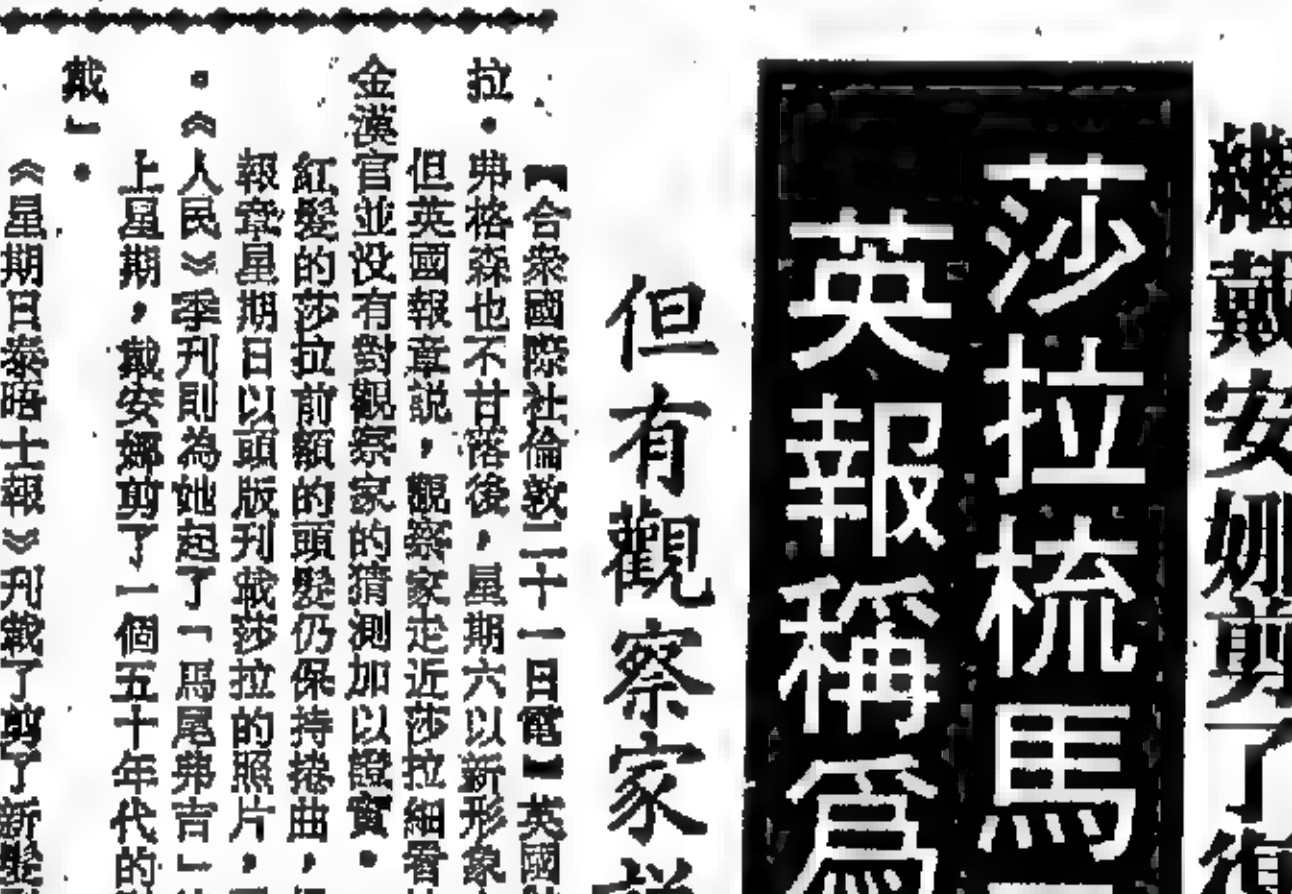 繼戴安娜剪了復
莎拉梳馬
英報稱爲
但有觀察家説
【合衆國際社倫敦二十一日電】英國
拉·弗格森也不甘落後，星期六以新形象
但英國報章説，觀察家走近莎拉細看
金漢官並没有對觀察家的猜測加以證實。
紅髮的莎拉前額的頭髮仍保持捲曲，
報章星期日以頭版刊載莎拉的照片，
。《人民》季刊則為她起了「馬尾弗吉」
上星期，戴安娜剪了一個五十年代的
戴」。
《星期日泰晤士報》刊載了剪了新髮